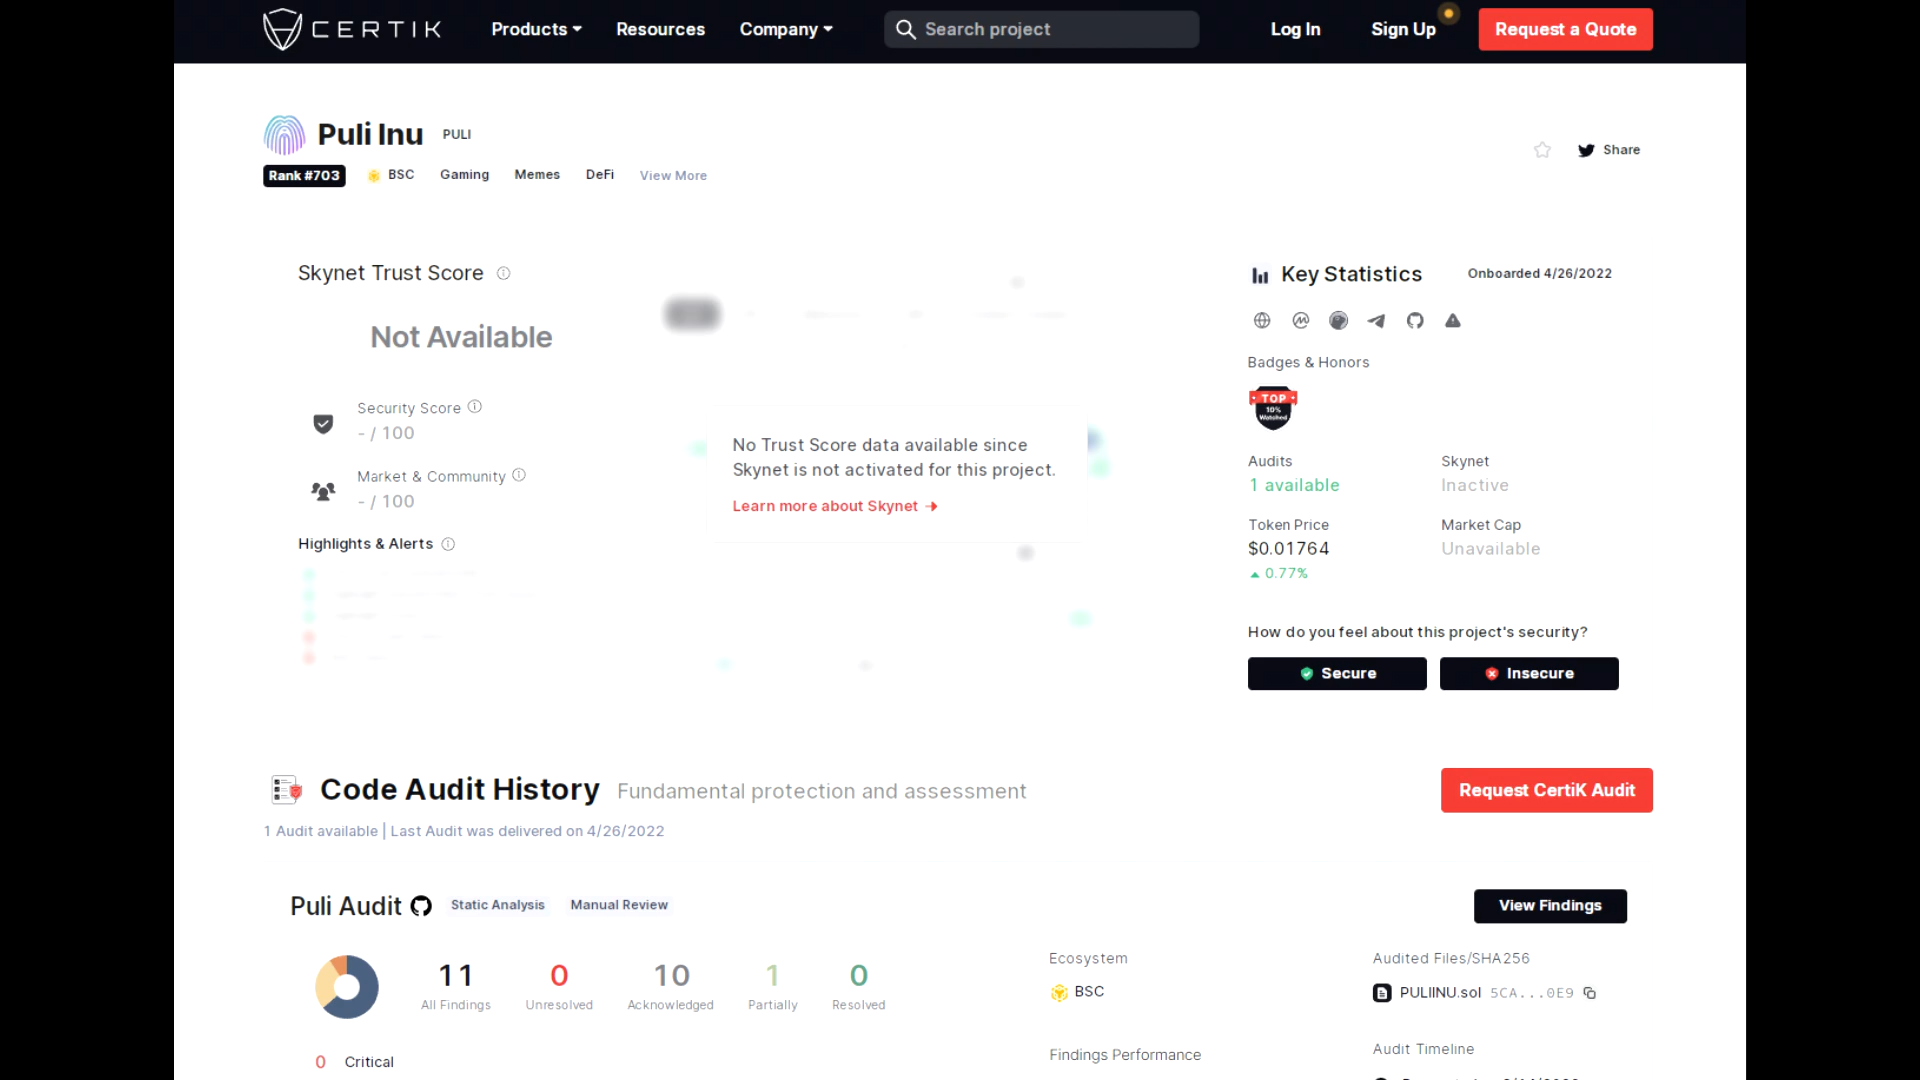 CERTIK Products Resources Company Search project Log In Sign Up Request a Quote
Puli Inu PULI
Rank #703 BSC Gaming Memes DeFi View More
Share
Skynet Trust Score
Not Available
Security Score
- / 100
Market & Community
- / 100
Highlights & Alerts
No Trust Score data available since
Skynet is not activated for this project.
Learn more about Skynet
Key Statistics Onboarded 4/26/2022
Badges & Honors
TOP
10%
Watched
Audits Skynet
1 available Inactive
Token Price Market Cap
$0.01764 Unavailable
0.77%
How do you feel about this project's security?
Secure Insecure
Code Audit History Fundamental protection and assessment Request CertiK Audit
1 Audit available | Last Audit was delivered on 4/26/2022
Puli Audit Static Analysis Manual Review View Findings
11 0 10 1 0
All Findings Unresolved Acknowledged Partially Resolved
0 Critical
Ecosystem
BSC
Findings Performance
Audited Files/SHA256
PULIINU.sol 5CA...0E9
Audit Timeline